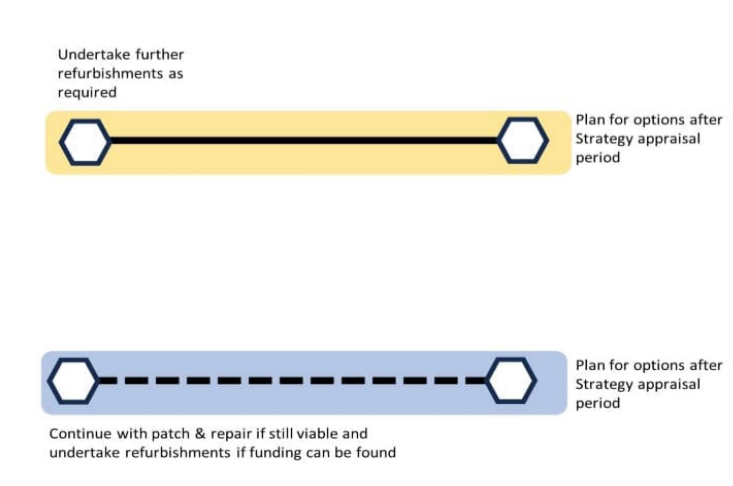 Undertake further
refurbishments as
required
Plan for options after
Strategy appraisal
period
Plan for options after
Strategy appraisal
period
Continue with patch & repair if still viable and
undertake refurbishments if funding can be found